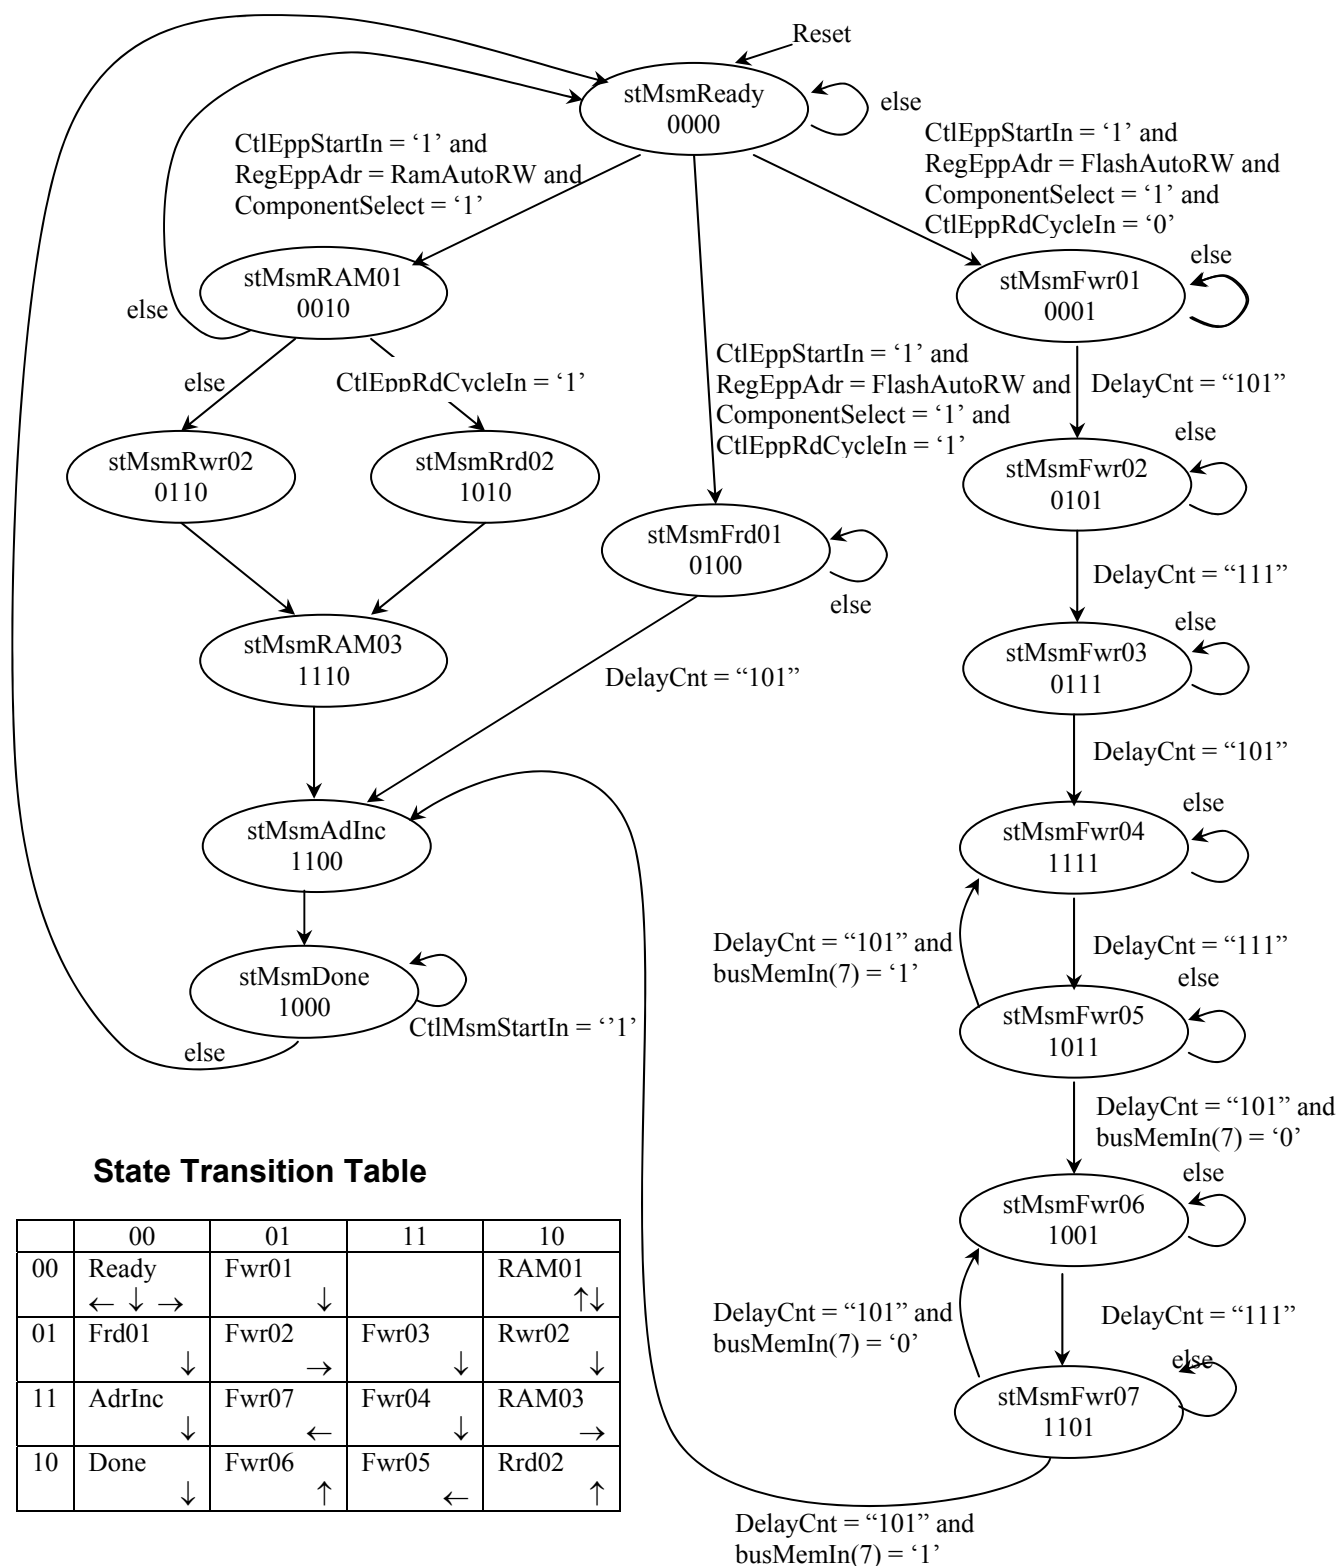 Reset
stMsmReady
0000
else
CtlEppStartIn = ‘1’ and
RegEppAdr = RamAutoRW and
ComponentSelect = ‘1’
CtlEppStartIn = ‘1’ and
RegEppAdr = FlashAutoRW and
ComponentSelect = ‘1’ and
CtlEppRdCycleIn = ‘0’
stMsmRAM01
0010
else
stMsmFwr01
0001
else
else
CtlEppRdCycleIn = ‘1’
CtlEppStartIn = ‘1’ and
RegEppAdr = FlashAutoRW and
ComponentSelect = ‘1’ and
CtlEppRdCycleIn = ‘1’
DelayCnt = “101”
stMsmRwr02
0110
stMsmRrd02
1010
stMsmFwr02
0101
else
stMsmFrd01
0100
else
DelayCnt = “111”
stMsmRAM03
1110
stMsmFwr03
0111
else
DelayCnt = “101”
DelayCnt = “101”
stMsmAdInc
1100
stMsmFwr04
1111
else
DelayCnt = “101” and
busMemIn(7) = ‘1’
DelayCnt = “111”
stMsmDone
1000
CtlMsmStartIn = ‘’1’
else
stMsmFwr05
1011
else
DelayCnt = “101” and
busMemIn(7) = ‘0’
stMsmFwr06
1001
else
DelayCnt = “101” and
busMemIn(7) = ‘0’
DelayCnt = “111”
stMsmFwr07
1101
else
DelayCnt = “101” and
busMemIn(7) = ‘1’
State Transition Table
00 01 11 10
00 Ready Fwr01 RAM01
← ↓ → ↓ ↑↓
01 Frd01 Fwr02 Fwr03 Rwr02
↓ → ↓ ↓
11 AdrInc Fwr07 Fwr04 RAM03
↓ ← ↓ →
10 Done Fwr06 Fwr05 Rrd02
↓ ↑ ← ↑